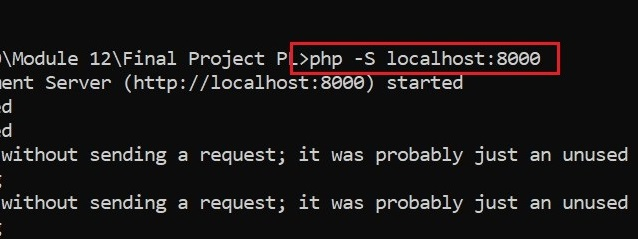 \Module 12\Final Project PL>php -S localhost:8000
ment Server (http://localhost:8000) started
ed
ed
without sending a request; it was probably just an unused
without sending a request; it was probably just an unused